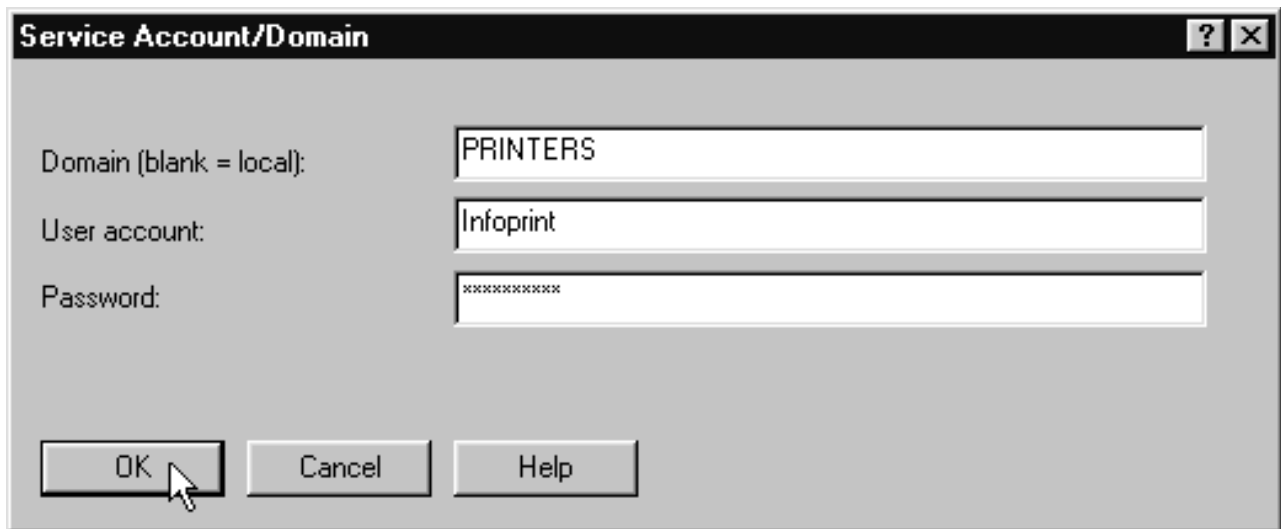 Service Account/Domain
Domain (blank = local):
PRINTERS
User account:
Infoprint
Password:
**********
OK
Cancel
Help